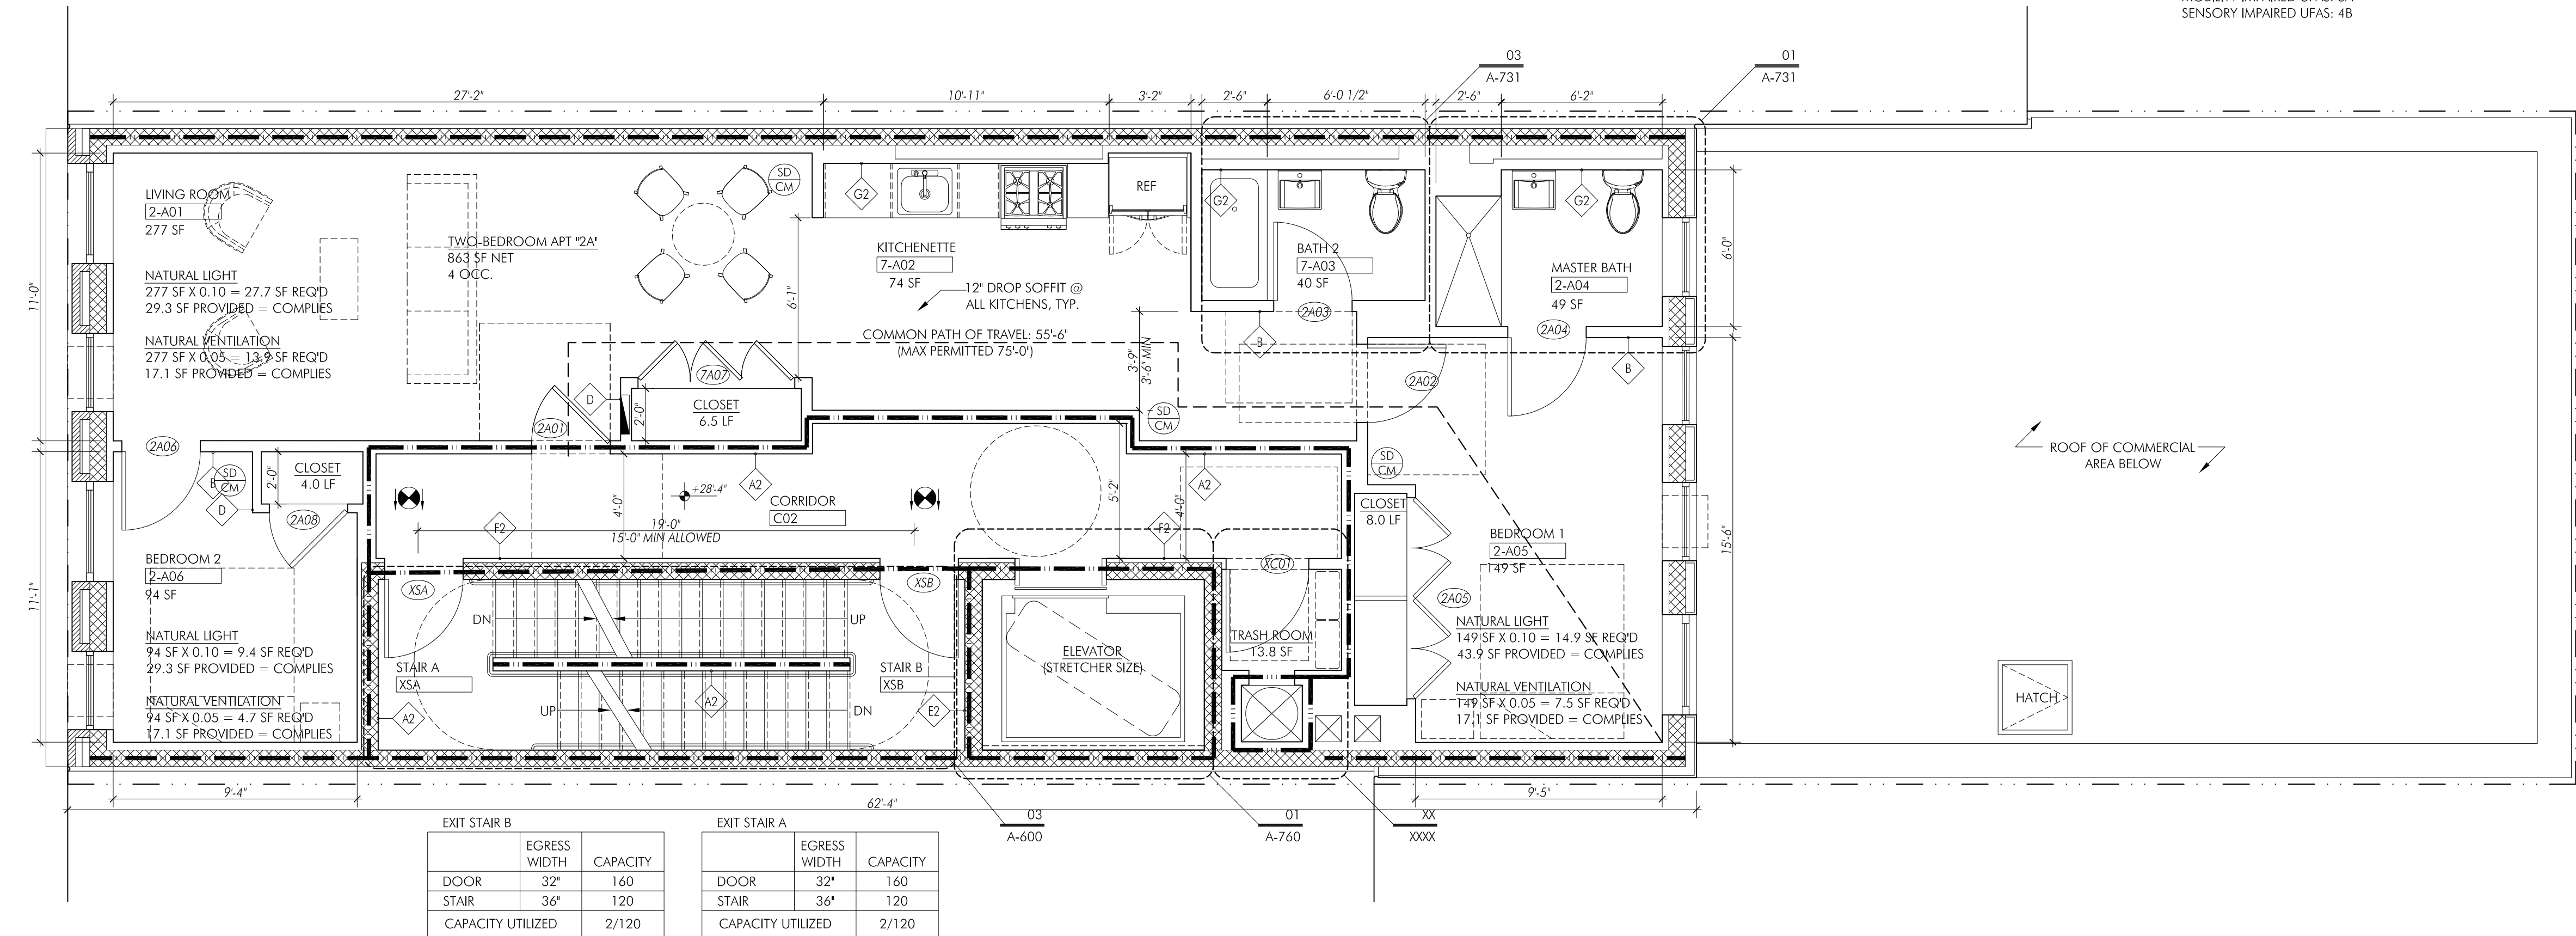 SENSORY IMPAIRED UFAS: 4B
03
A-731
01
A-731
27'-2"
10'-11"
3'-2"
2'-6"
6'-0 1/2"
2'-6"
6'-2"
LIVING ROOM
2-A01
277 SF
NATURAL LIGHT
277 SF X 0.10 = 27.7 SF REQ'D
29.3 SF PROVIDED = COMPLIES
NATURAL VENTILATION
277 SF X 0.05 = 13.9 SF REQ'D
17.1 SF PROVIDED = COMPLIES
11'-0"
11'-1"
TWO-BEDROOM APT "2A"
863 SF NET
4 OCC.
SD
CM
G2
REF
KITCHENETTE
7-A02
74 SF
12" DROP SOFFIT @
ALL KITCHENS, TYP.
6'-1"
COMMON PATH OF TRAVEL: 55'-6"
(MAX PERMITTED 75'-0")
G2
BATH 2
7-A03
40 SF
2A03
B
3'-9"
3'-6" MIN
G2
MASTER BATH
2-A04
49 SF
2A04
B
6'-0"
15'-6"
2A02
SD
CM
SD
CM
7A07
D
CLOSET
6.5 LF
2'-0"
2A01
2A06
B
SD
CM
D
2'-0"
CLOSET
4.0 LF
2A08
A2
+28'-4"
4'-0"
CORRIDOR
C02
F2
19'-0"
15'-0" MIN ALLOWED
5'-2"
4'-0"
A2
F2
CLOSET
8.0 LF
BEDROOM 1
2-A05
149 SF
2A05
NATURAL LIGHT
149 SF X 0.10 = 14.9 SF REQ'D
43.9 SF PROVIDED = COMPLIES
NATURAL VENTILATION
149 SF X 0.05 = 7.5 SF REQ'D
17.1 SF PROVIDED = COMPLIES
ROOF OF COMMERCIAL
AREA BELOW
HATCH
BEDROOM 2
2-A06
94 SF
NATURAL LIGHT
94 SF X 0.10 = 9.4 SF REQ'D
29.3 SF PROVIDED = COMPLIES
NATURAL VENTILATION
94 SF X 0.05 = 4.7 SF REQ'D
17.1 SF PROVIDED = COMPLIES
XSA
XSB
DN
UP
STAIR A
XSA
STAIR B
XSB
A2
A2
UP
DN
E2
ELEVATOR
(STRETCHER SIZE)
XC01
TRASH ROOM
13.8 SF
9'-4"
62'-4"
9'-5"
03
A-600
01
A-760
XX
XXXX
EXIT STAIR B
EGRESS WIDTH CAPACITY
DOOR 32" 160
STAIR 36" 120
CAPACITY UTILIZED 2/120
EXIT STAIR A
EGRESS WIDTH CAPACITY
DOOR 32" 160
STAIR 36" 120
CAPACITY UTILIZED 2/120